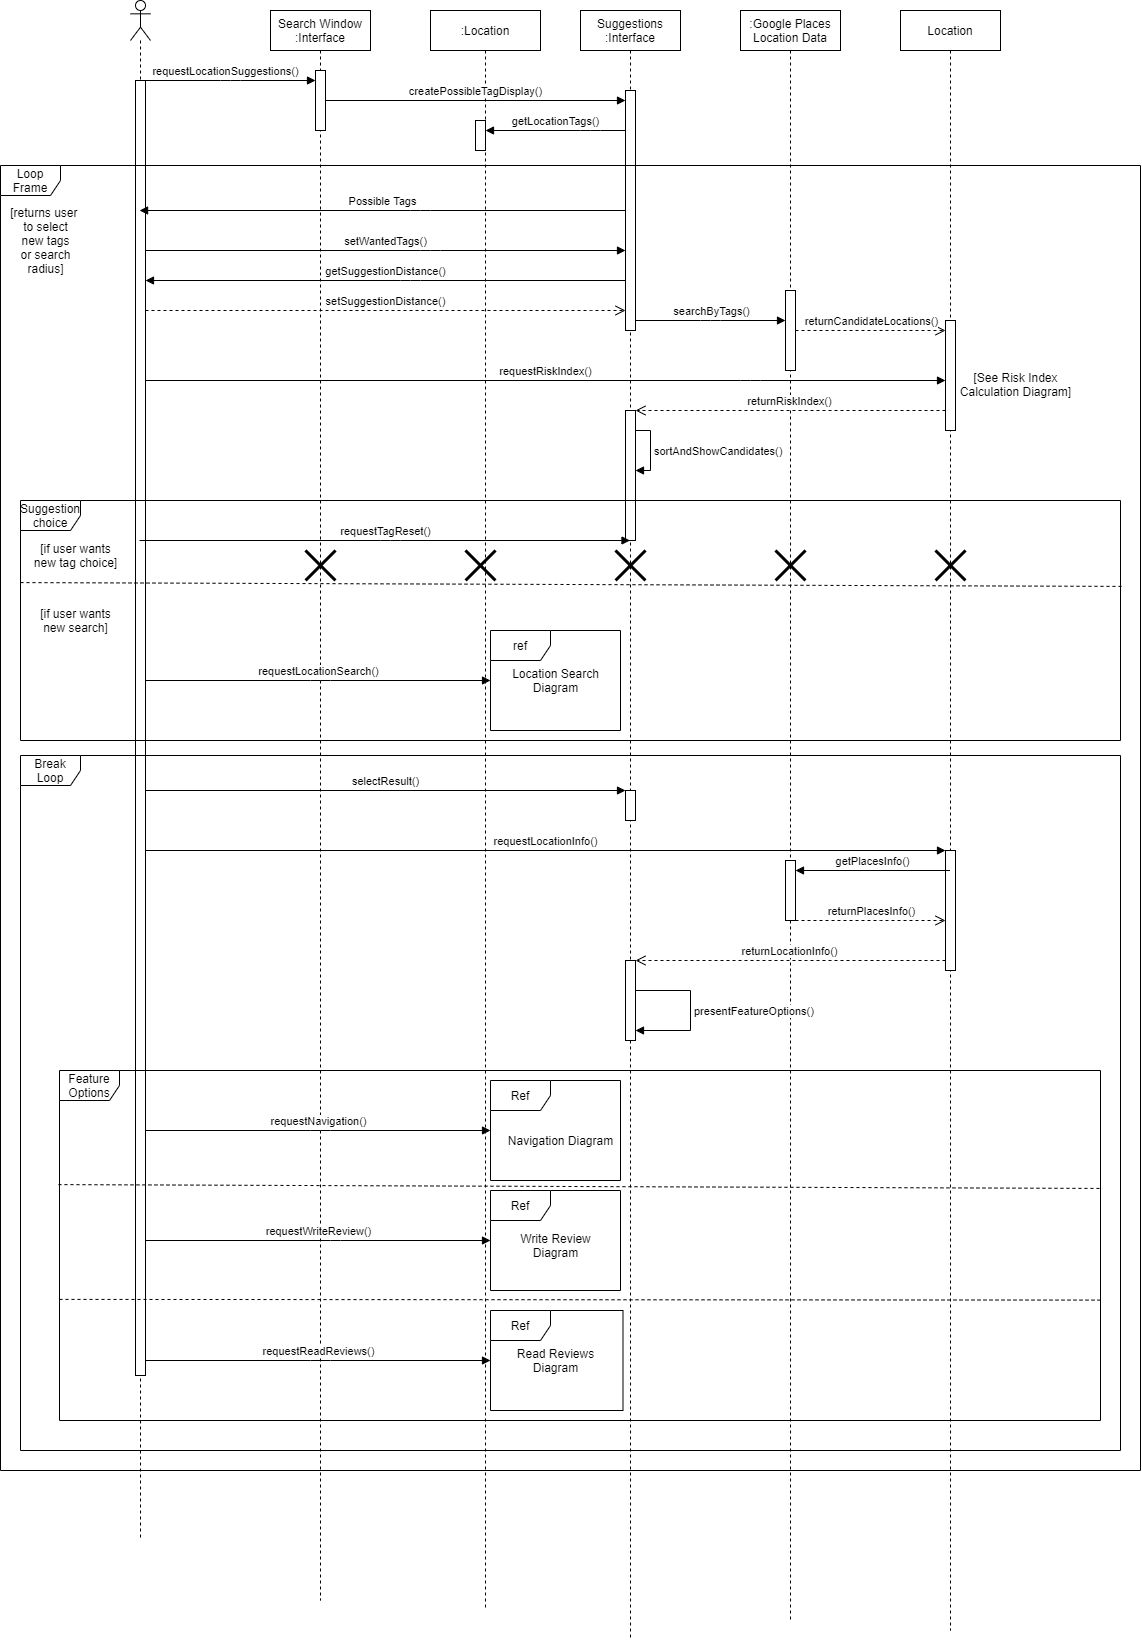 Search Window
:Interface
:Location
Suggestions
:Interface
:Google Places
Location Data
Location
requestLocationSuggestions()
createPossibleTagDisplay()
getLocationTags()
Loop
Frame
[returns user
to select
new tags
or search
radius]
Possible Tags
setWantedTags()
getSuggestionDistance()
setSuggestionDistance()
searchByTags()
returnCandidateLocations()
requestRiskIndex()
[See Risk Index
Calculation Diagram]
returnRiskIndex()
sortAndShowCandidates()
Suggestion
choice
requestTagReset()
[if user wants
new tag choice]
[if user wants
new search]
ref
requestLocationSearch()
Location Search
Diagram
Break
Loop
selectResult()
requestLocationInfo()
getPlacesInfo()
returnPlacesInfo()
returnLocationInfo()
presentFeatureOptions()
Feature
Options
Ref
requestNavigation()
Navigation Diagram
Ref
requestWriteReview()
Write Review
Diagram
Ref
requestReadReviews()
Read Reviews
Diagram